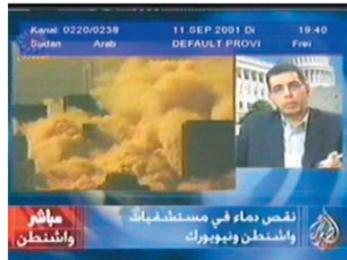 Kanal: 0220/0238 11.SEP.2001 Di 19:40
Sudan Arab DEFAULT PROVI Frei
مباشر
واشنطن
نقص دماء في مستشفيات
واشنطن ونيويورك